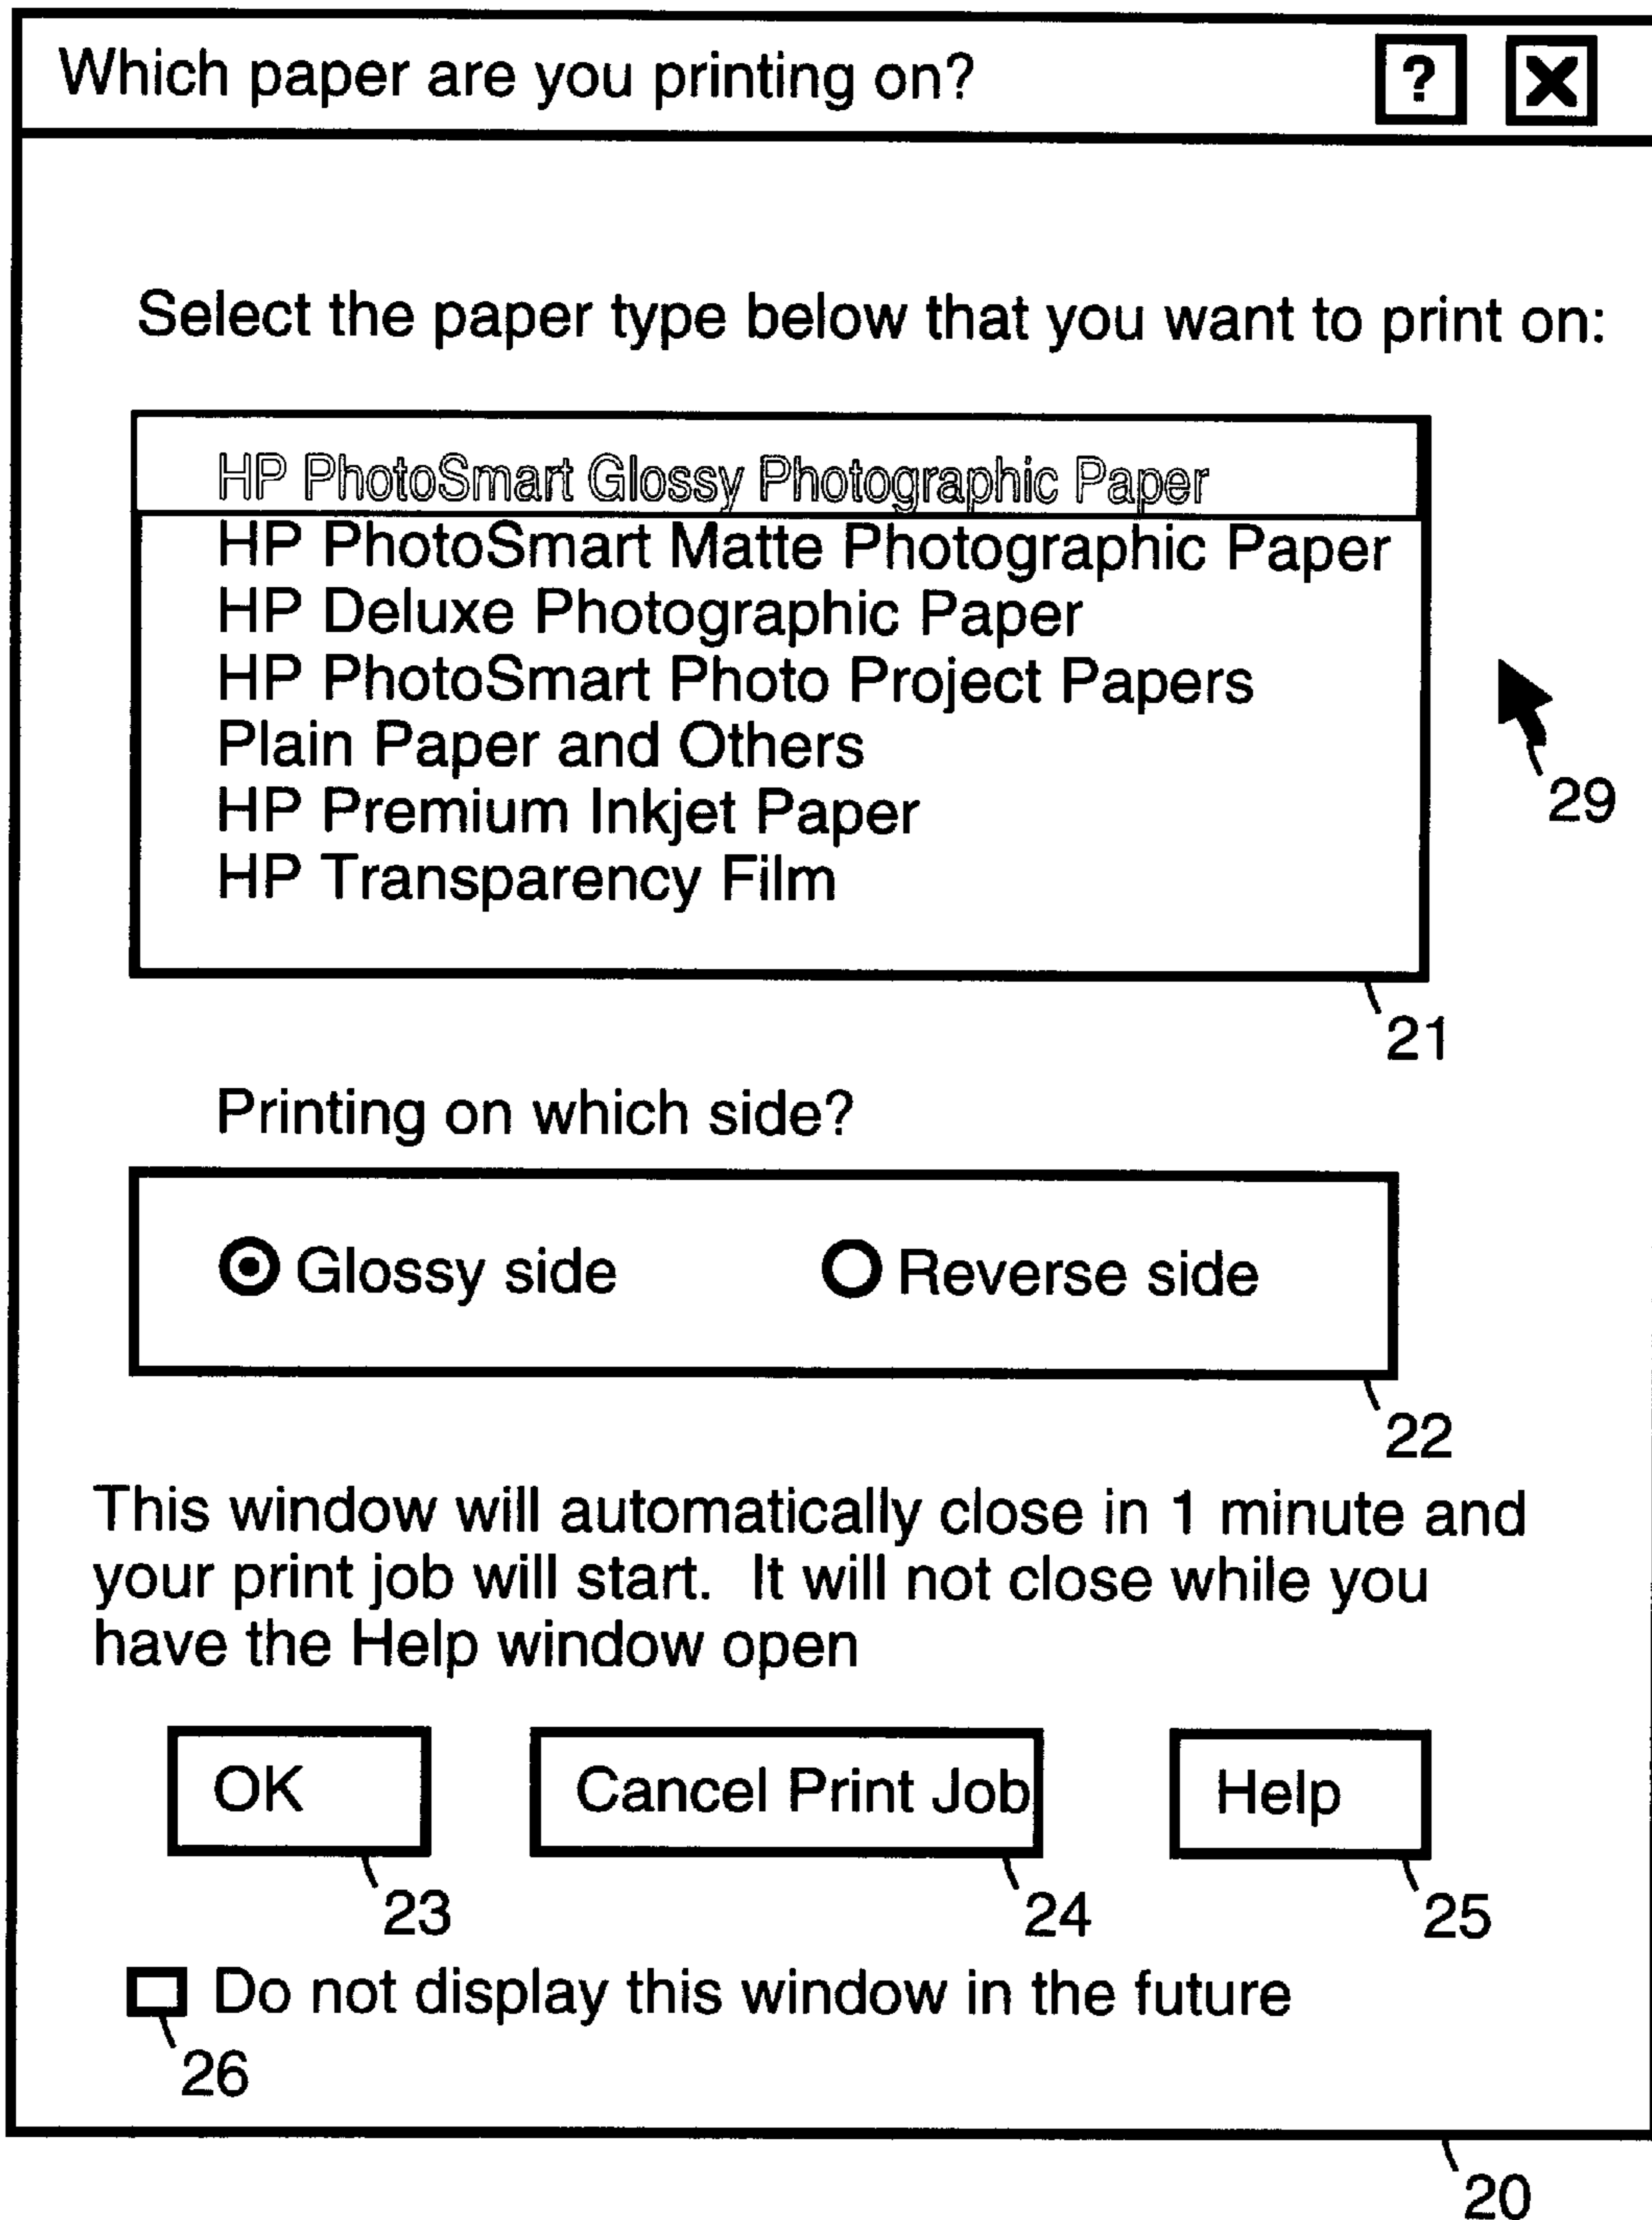 Which paper are you printing on? ? X
Select the paper type below that you want to print on:
HP PhotoSmart Glossy Photographic Paper
HP PhotoSmart Matte Photographic Paper
HP Deluxe Photographic Paper
HP PhotoSmart Photo Project Papers
Plain Paper and Others
HP Premium Inkjet Paper
HP Transparency Film
29
21
Printing on which side?
Glossy side Reverse side
22
This window will automatically close in 1 minute and
your print job will start. It will not close while you
have the Help window open
OK Cancel Print Job Help
23 24 25
Do not display this window in the future
26
20